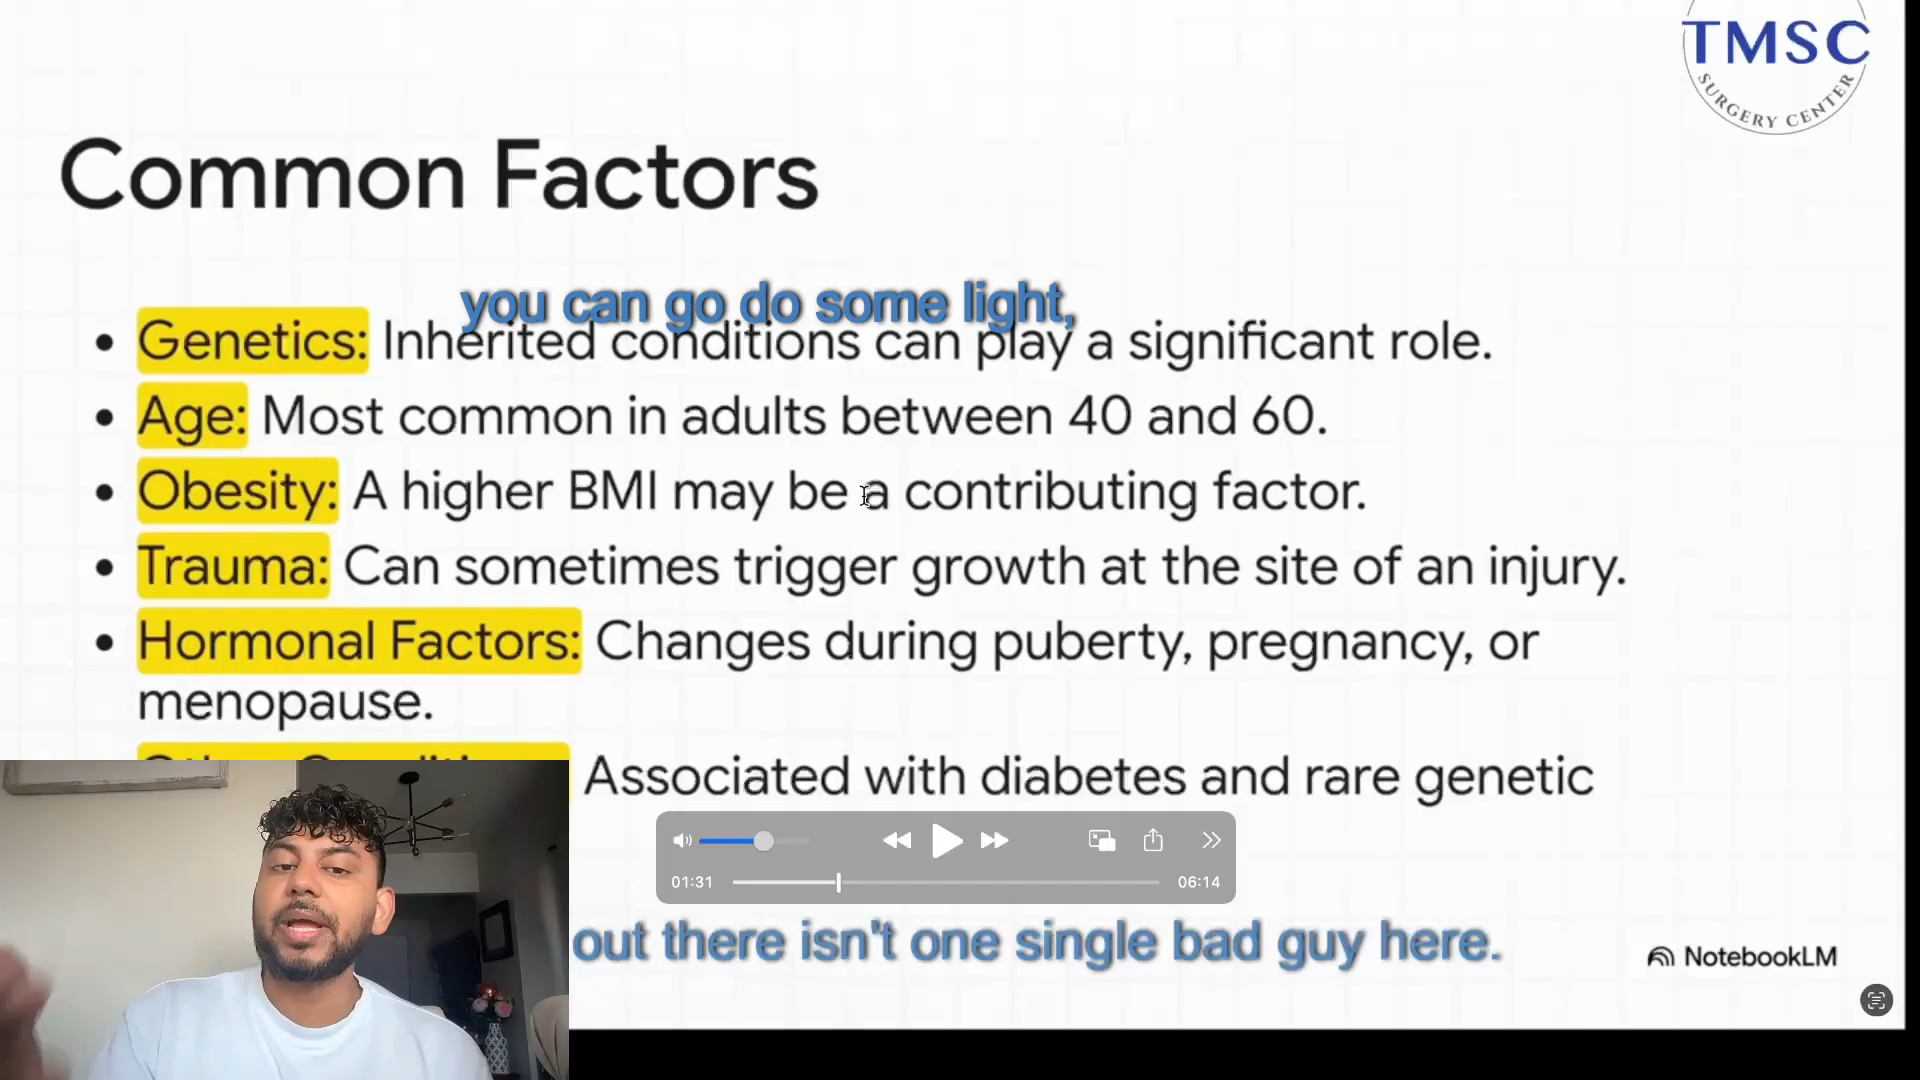 TMSC
SURGERY CENTER
Common Factors
you can go do some light,
• Genetics: Inherited conditions can play a significant role.
• Age: Most common in adults between 40 and 60.
• Obesity: A higher BMI may be a contributing factor.
• Trauma: Can sometimes trigger growth at the site of an injury.
• Hormonal Factors: Changes during puberty, pregnancy, or
menopause.
Associated with diabetes and rare genetic
01:31
06:14
out there isn't one single bad guy here.
NotebookLM